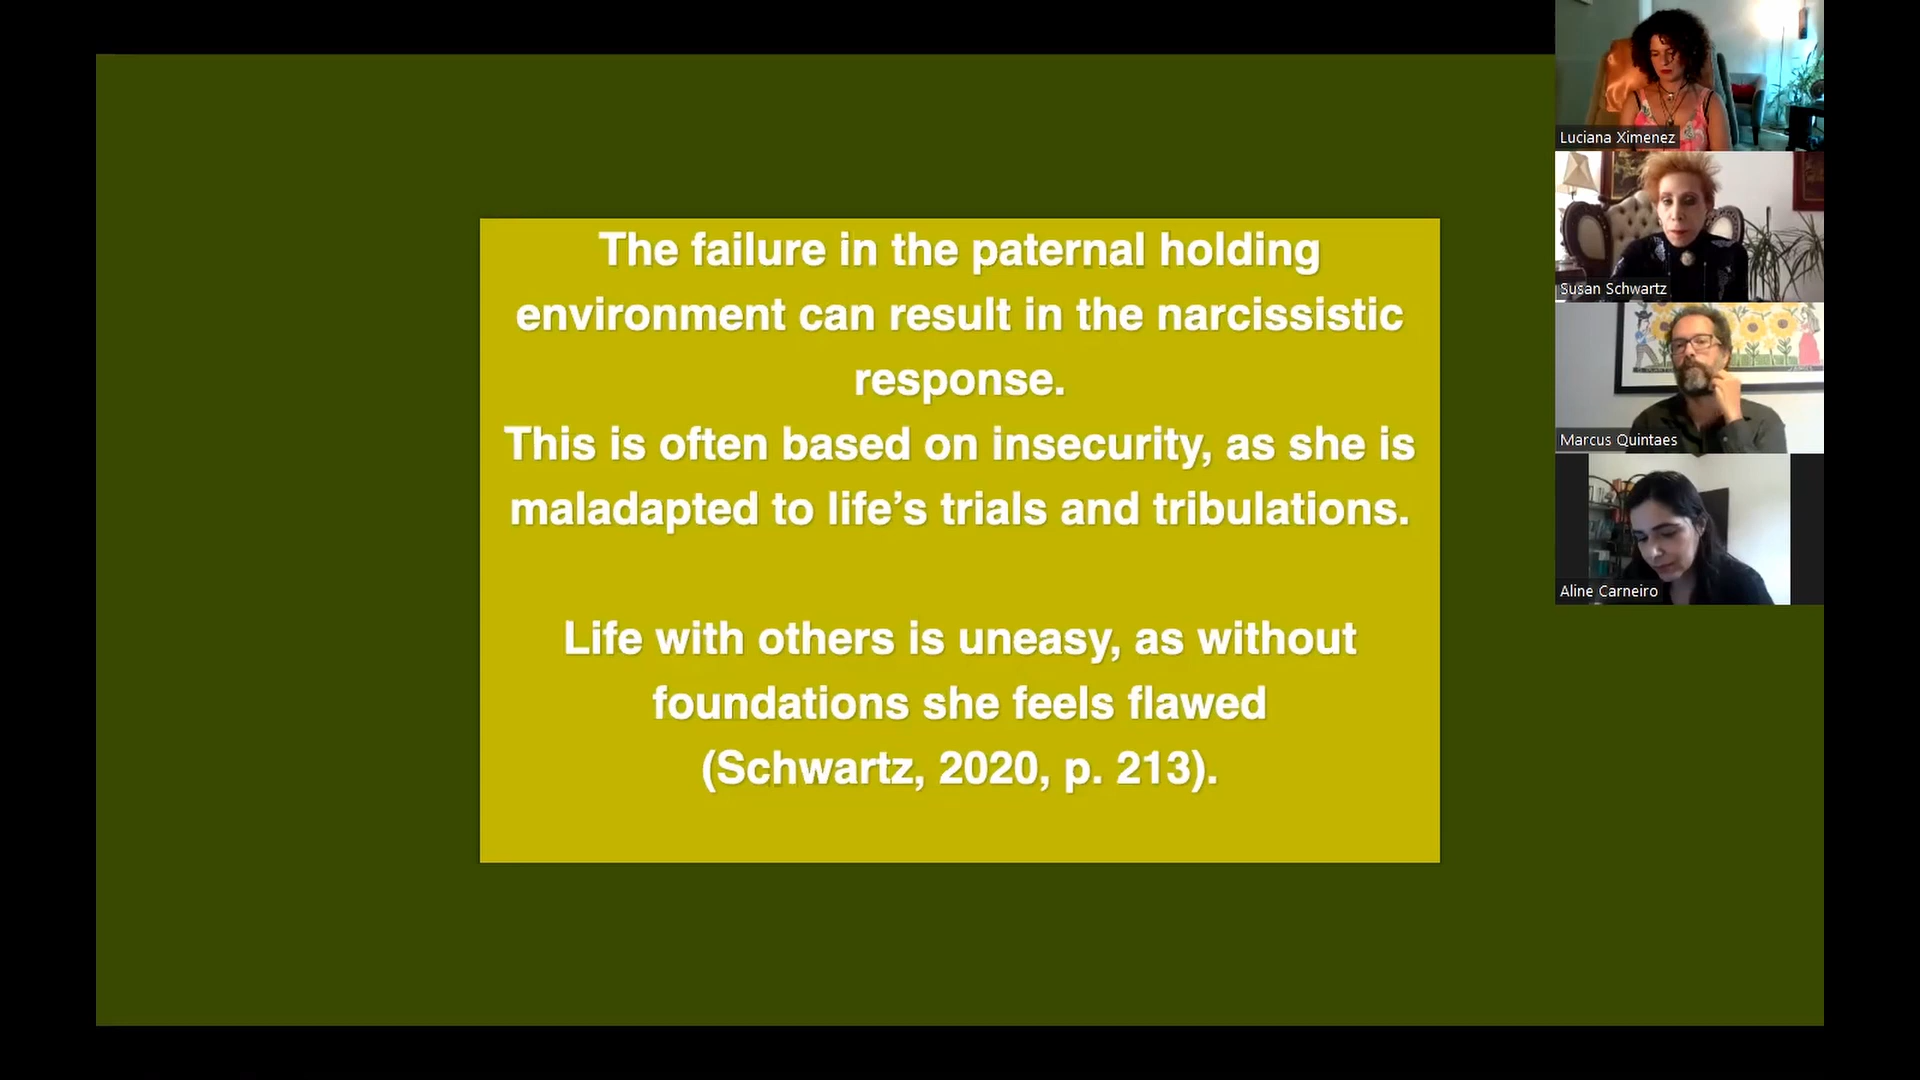 The failure in the paternal holding
environment can result in the narcissistic
response.
This is often based on insecurity, as she is
maladapted to life’s trials and tribulations.
Life with others is uneasy, as without
foundations she feels flawed
(Schwartz, 2020, p. 213).
Luciana Ximenez
Susan Schwartz
Marcus Quintaes
Aline Carneiro